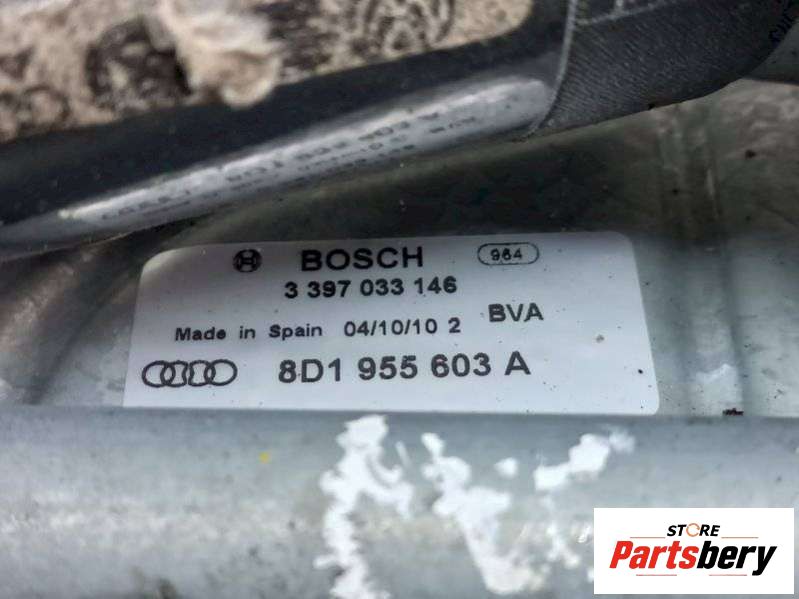 BOSCH 964
3 397 033 146
Made in Spain 04/10/10 2 BVA
8D1 955 603 A
STORE
Partsbery